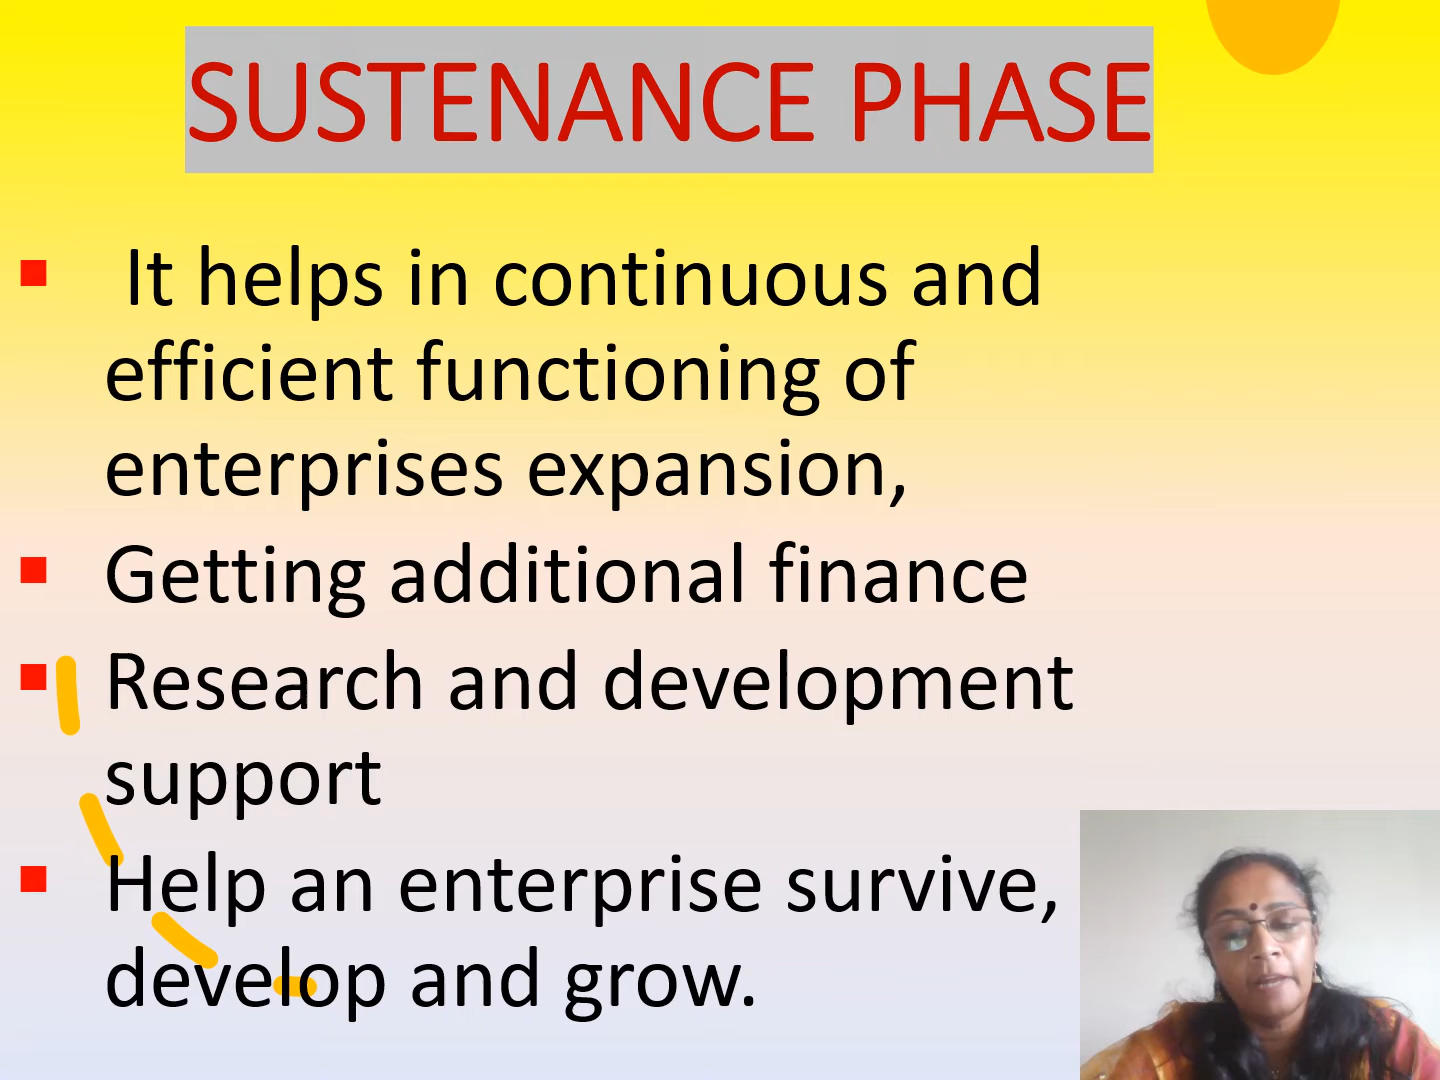 SUSTENANCE PHASE
It helps in continuous and
efficient functioning of
enterprises expansion,
Getting additional finance
Research and development
support
Help an enterprise survive,
develop and grow.